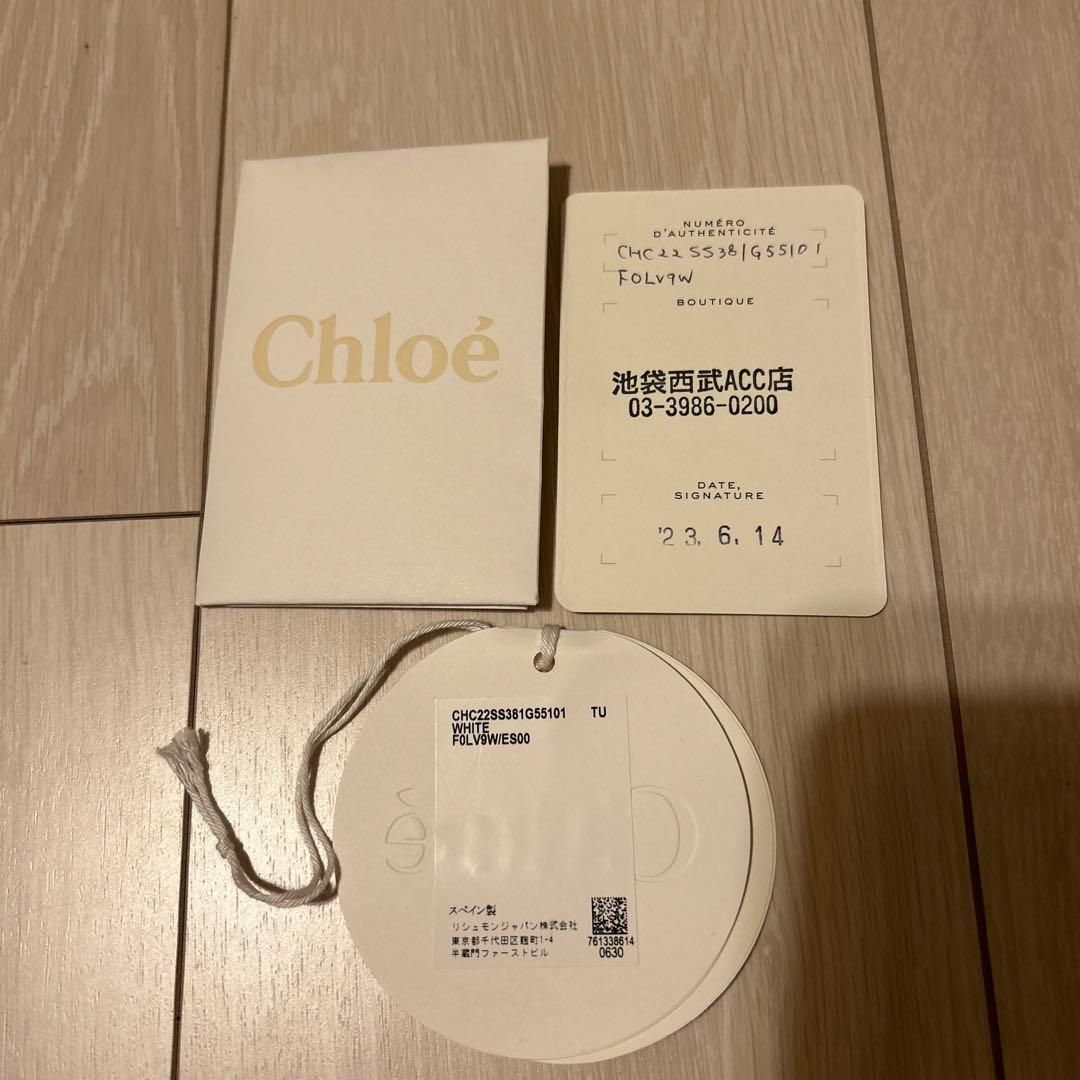 Chloé
NUMÉRO
D'AUTHENTICITÉ
CHC22SS381G55101
F0LV9W
BOUTIQUE
池袋西武ACC店
03-3986-0200
DATE,
SIGNATURE
'23. 6. 14
CHC22SS381G55101 TU
WHITE
F0LV9W/ES00
スペイン製
リシュモンジャパン株式会社
東京都千代田区麹町1-4
半蔵門ファーストビル
761338614
0630